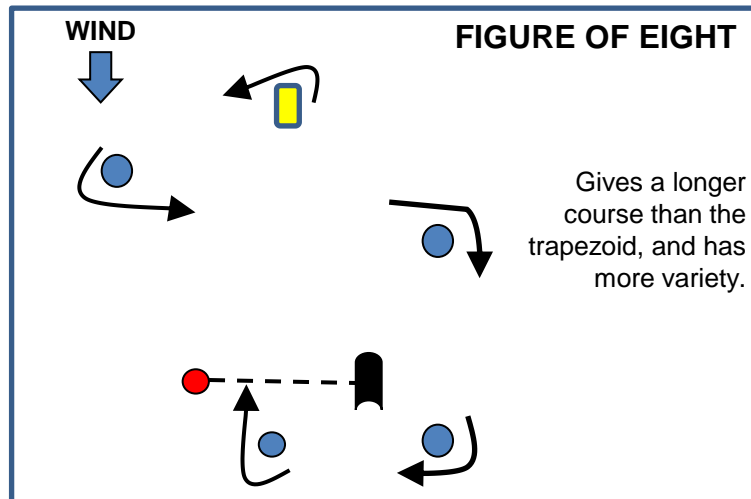 WIND
FIGURE OF EIGHT
Gives a longer
course than the
trapezoid, and has
more variety.